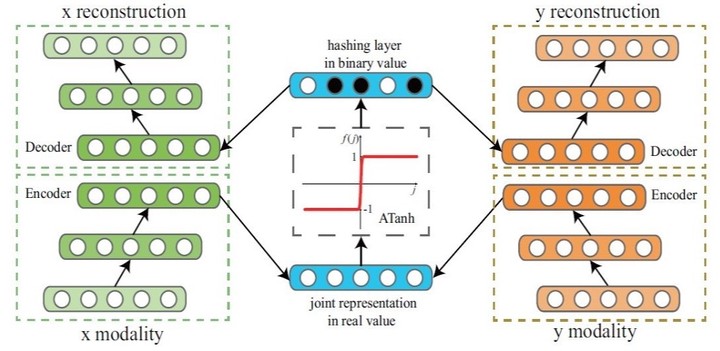 x reconstruction
y reconstruction
hashing layer
in binary value
Decoder
Decoder
f(j)
1
j
-1
ATanh
Encoder
Encoder
joint representation
in real value
x modality
y modality